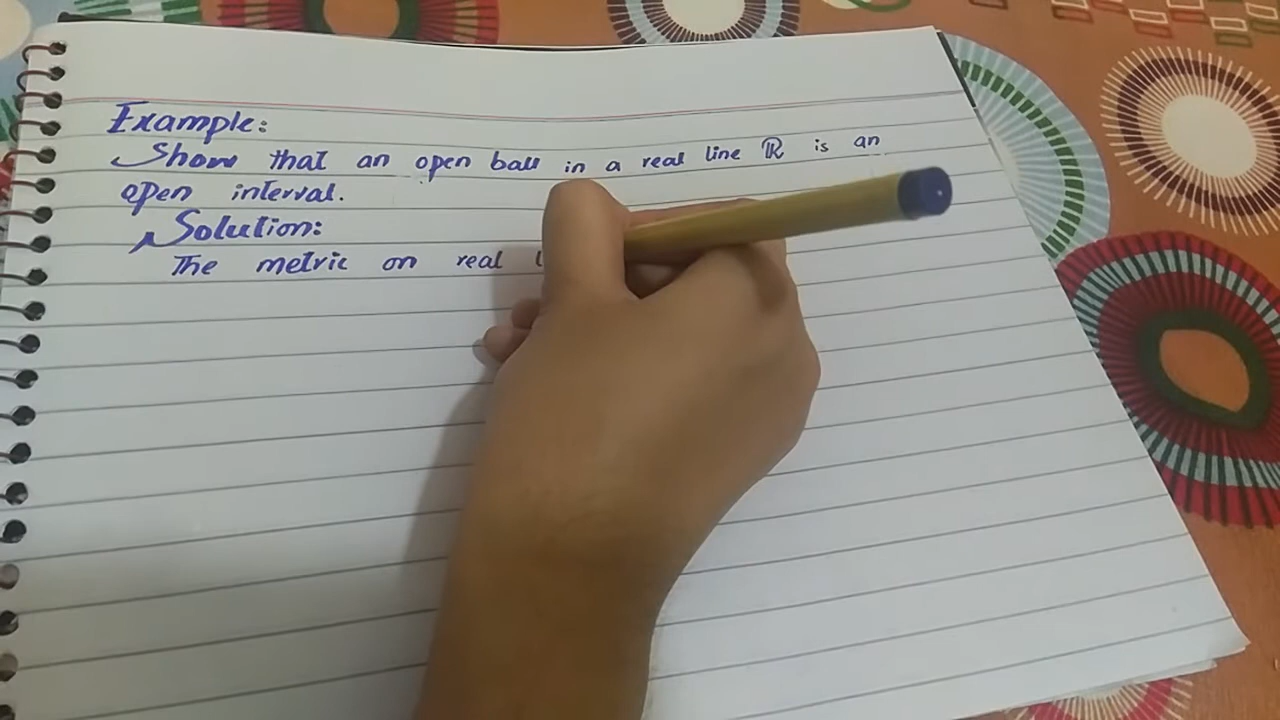 Example:
Show that an open ball in a real line ℝ is an
open interval.
Solution:
The metric on real l